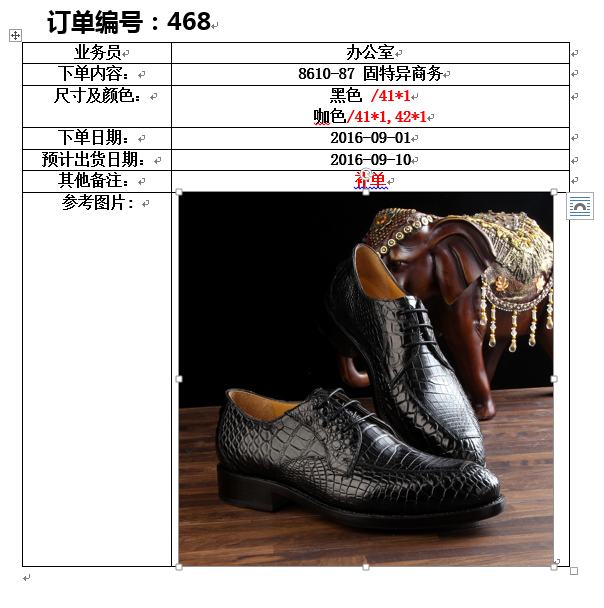 订单编号：468
业务员 办公室
下单内容： 8610-87 固特异商务
尺寸及颜色： 黑色 /41*1
咖色/41*1,42*1
下单日期： 2016-09-01
预计出货日期： 2016-09-10
其他备注： 单
参考图片：